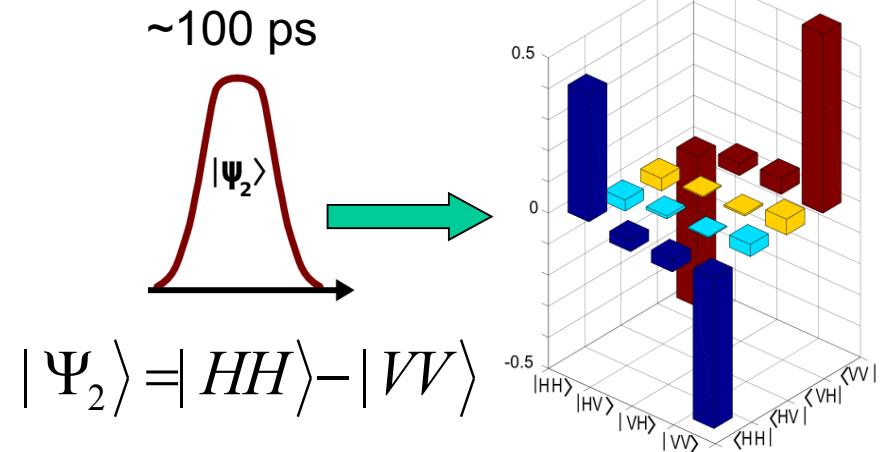 ~100 ps
|Ψ₂⟩
|Ψ₂⟩=|HH⟩−|VV⟩
0.5
0
-0.5
|HH⟩
|HV⟩
|VH⟩
|VV⟩
⟨HH|
⟨HV|
⟨VH|
⟨VV|